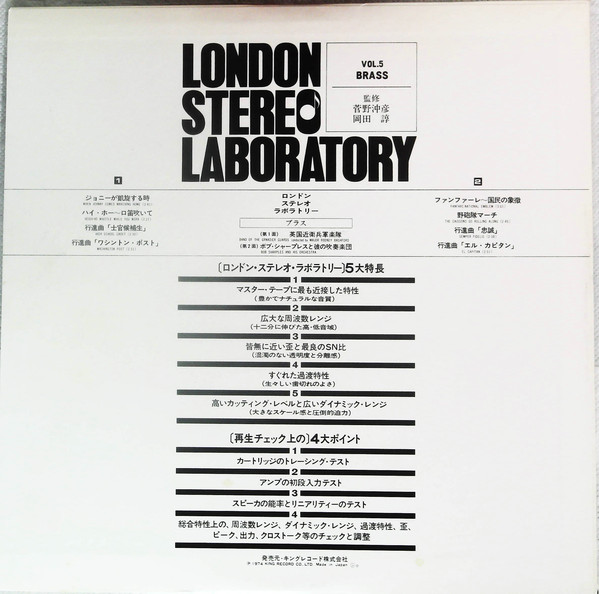 LONDON
STEREO
LABORATORY
VOL.5
BRASS
監修
菅野沖彦
岡田 諄
1
ジョニーが凱旋する時
ハイ・ホー〜口笛吹いて
行進曲「士官候補生」
行進曲「ワシントン・ポスト」
ロンドン
ステレオ
ラボラトリー
ブラス
(第1面) 英国近衛兵軍楽隊
(第2面) ボブ・シャープレスと彼の吹奏楽団
BOB SHARPLES AND HIS ORCHESTRA
2
ファンファーレ〜国民の象徴
野砲隊マーチ
行進曲「忠誠」
行進曲「エル・カピタン」
〔ロンドン・ステレオ・ラボラトリー〕5大特長
1
マスター・テープに最も近接した特性
(豊かでナチュラルな音質)
2
広大な周波数レンジ
(十二分に伸びた高・低音域)
3
皆無に近い歪と最良のSN比
(混濁のない透明度と分離感)
4
すぐれた過渡特性
(生々しい歯切れのよさ)
5
高いカッティング・レベルと広いダイナミック・レンジ
(大きなスケール感と圧倒的迫力)
〔再生チェック上の〕4大ポイント
1
カートリッジのトレーシング・テスト
2
アンプの初段入力テスト
3
スピーカの能率とリニアリティーのテスト
4
総合特性上の、周波数レンジ、ダイナミック・レンジ、過渡特性、歪、
ピーク、出力、クロストーク等のチェックと調整
発売元・キングレコード株式会社
Ⓟ 1974 KING RECORD CO., LTD. Made in Japan